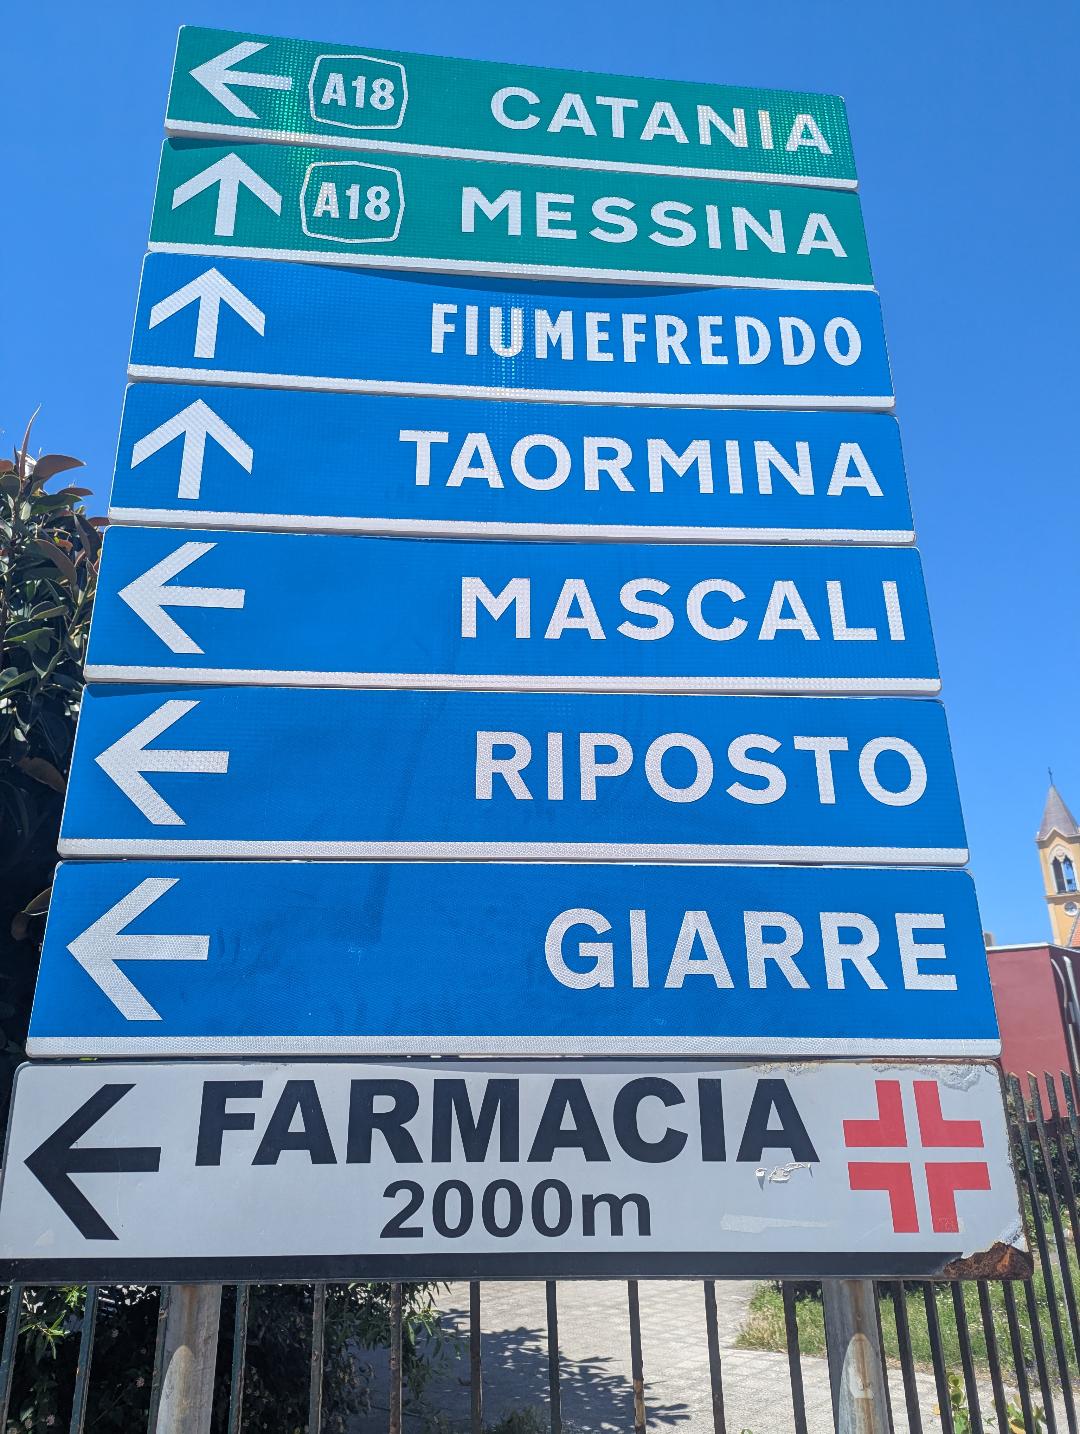 A18 CATANIA
A18 MESSINA
FIUMEFREDDO
TAORMINA
MASCALI
RIPOSTO
GIARRE
FARMACIA
2000m